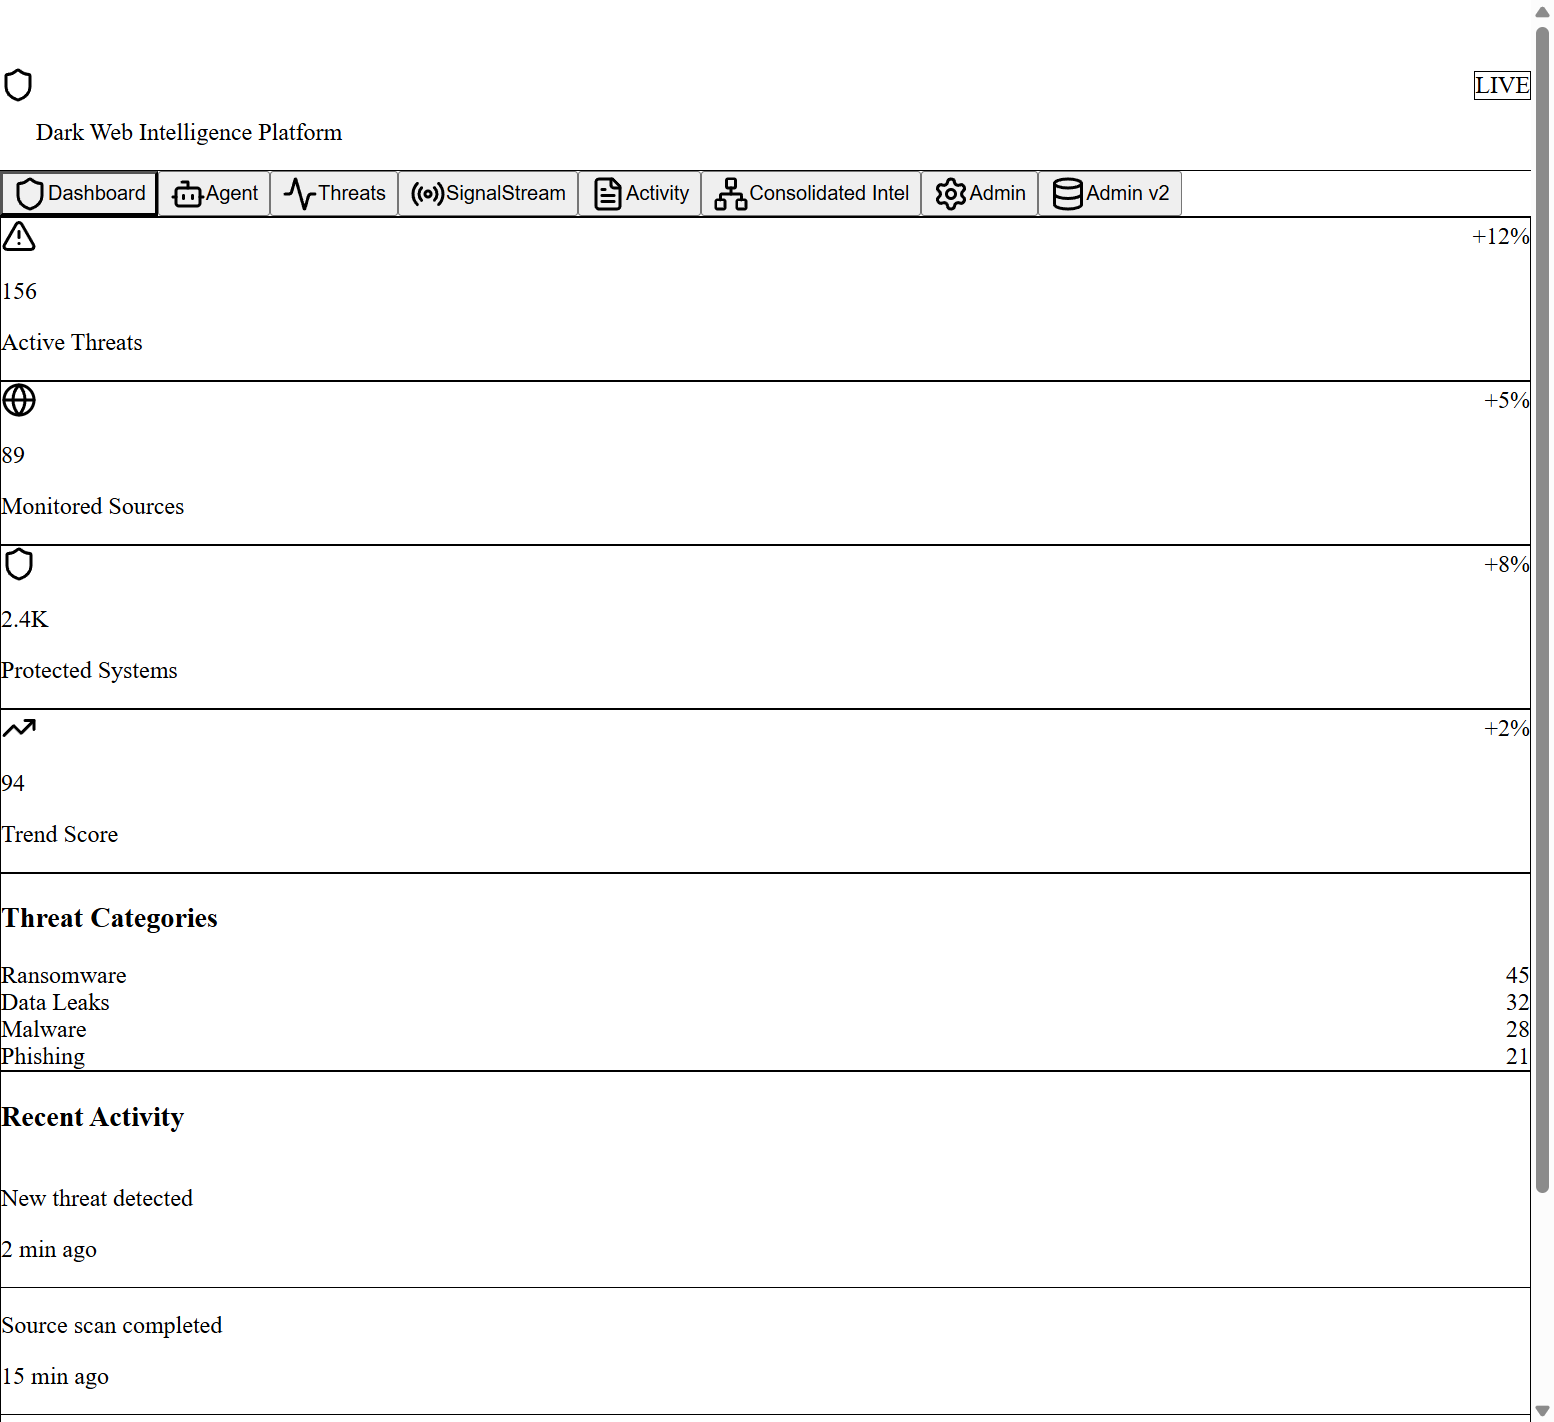 LIVE
Dark Web Intelligence Platform
Dashboard Agent Threats SignalStream Activity Consolidated Intel Admin Admin v2
+12%
156
Active Threats
+5%
89
Monitored Sources
+8%
2.4K
Protected Systems
+2%
94
Trend Score
Threat Categories
Ransomware 45
Data Leaks 32
Malware 28
Phishing 21
Recent Activity
New threat detected
2 min ago
Source scan completed
15 min ago